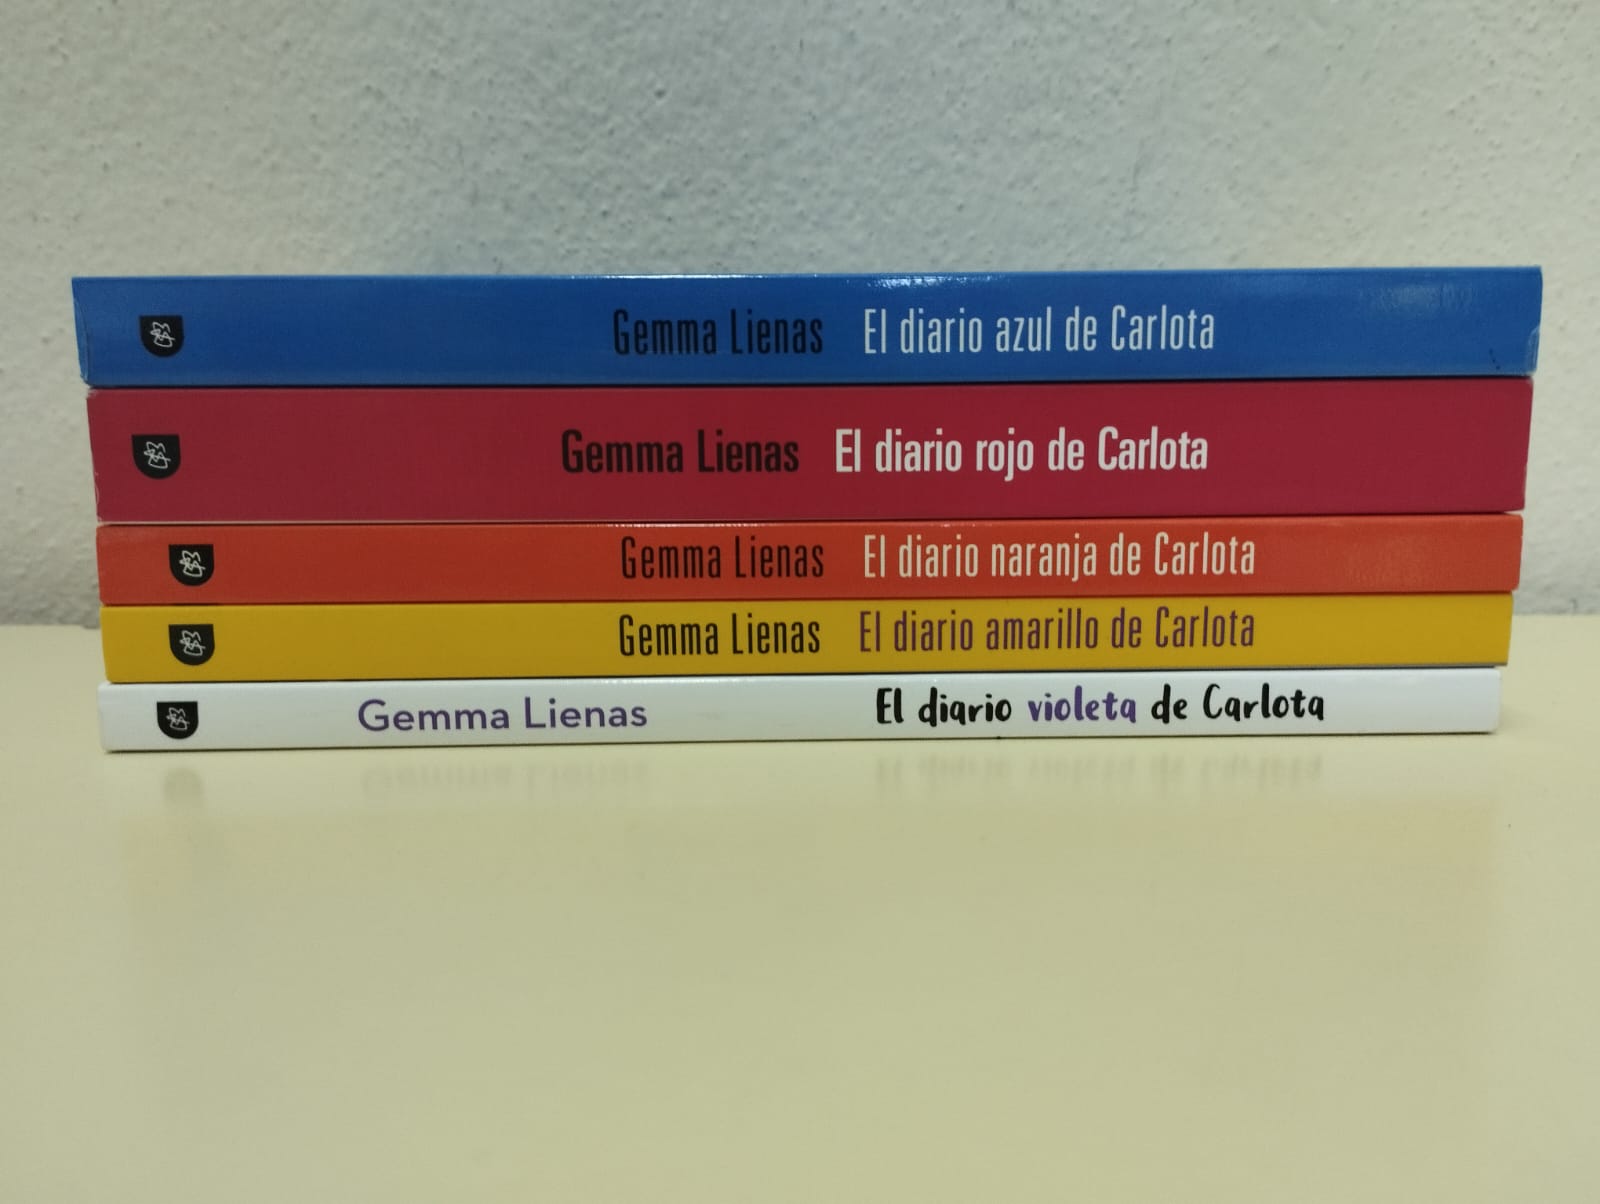 Gemma Lienas El diario azul de Carlota
Gemma Lienas El diario rojo de Carlota
Gemma Lienas El diario naranja de Carlota
Gemma Lienas El diario amarillo de Carlota
Gemma Lienas El diario violeta de Carlota